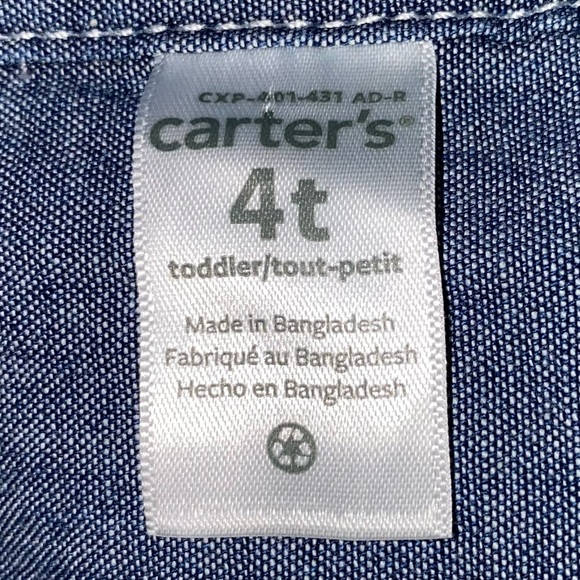 CXP-401-431 AD-R
carter's®
4t
toddler/tout-petit
Made in Bangladesh
Fabriqué au Bangladesh
Hecho en Bangladesh